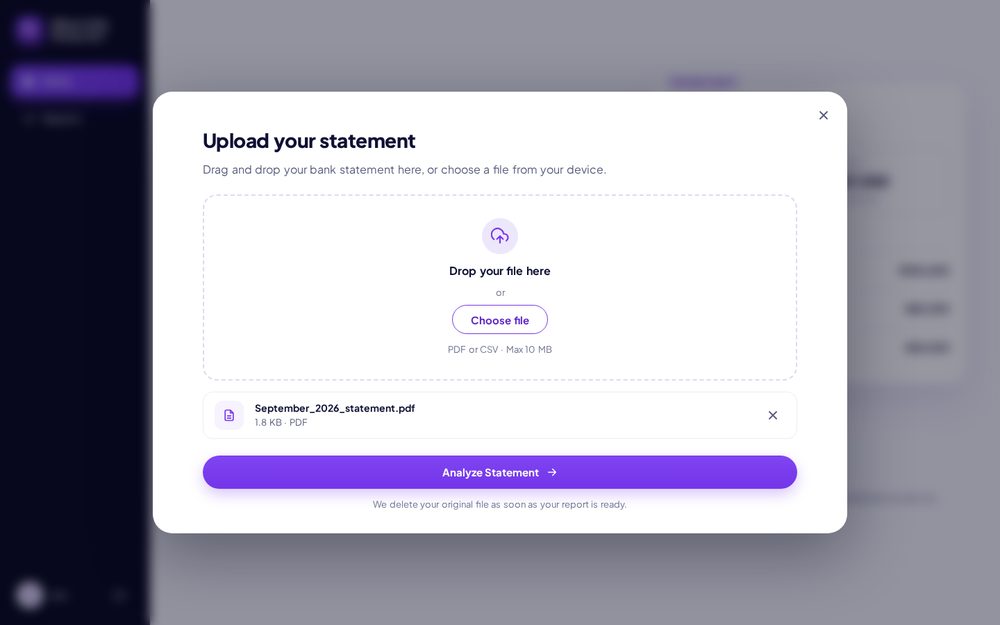 Upload your statement
Drag and drop your bank statement here, or choose a file from your device.
Drop your file here
or
Choose file
PDF or CSV · Max 10 MB
September_2026_statement.pdf
1.8 KB · PDF
Analyze Statement →
We delete your original file as soon as your report is ready.